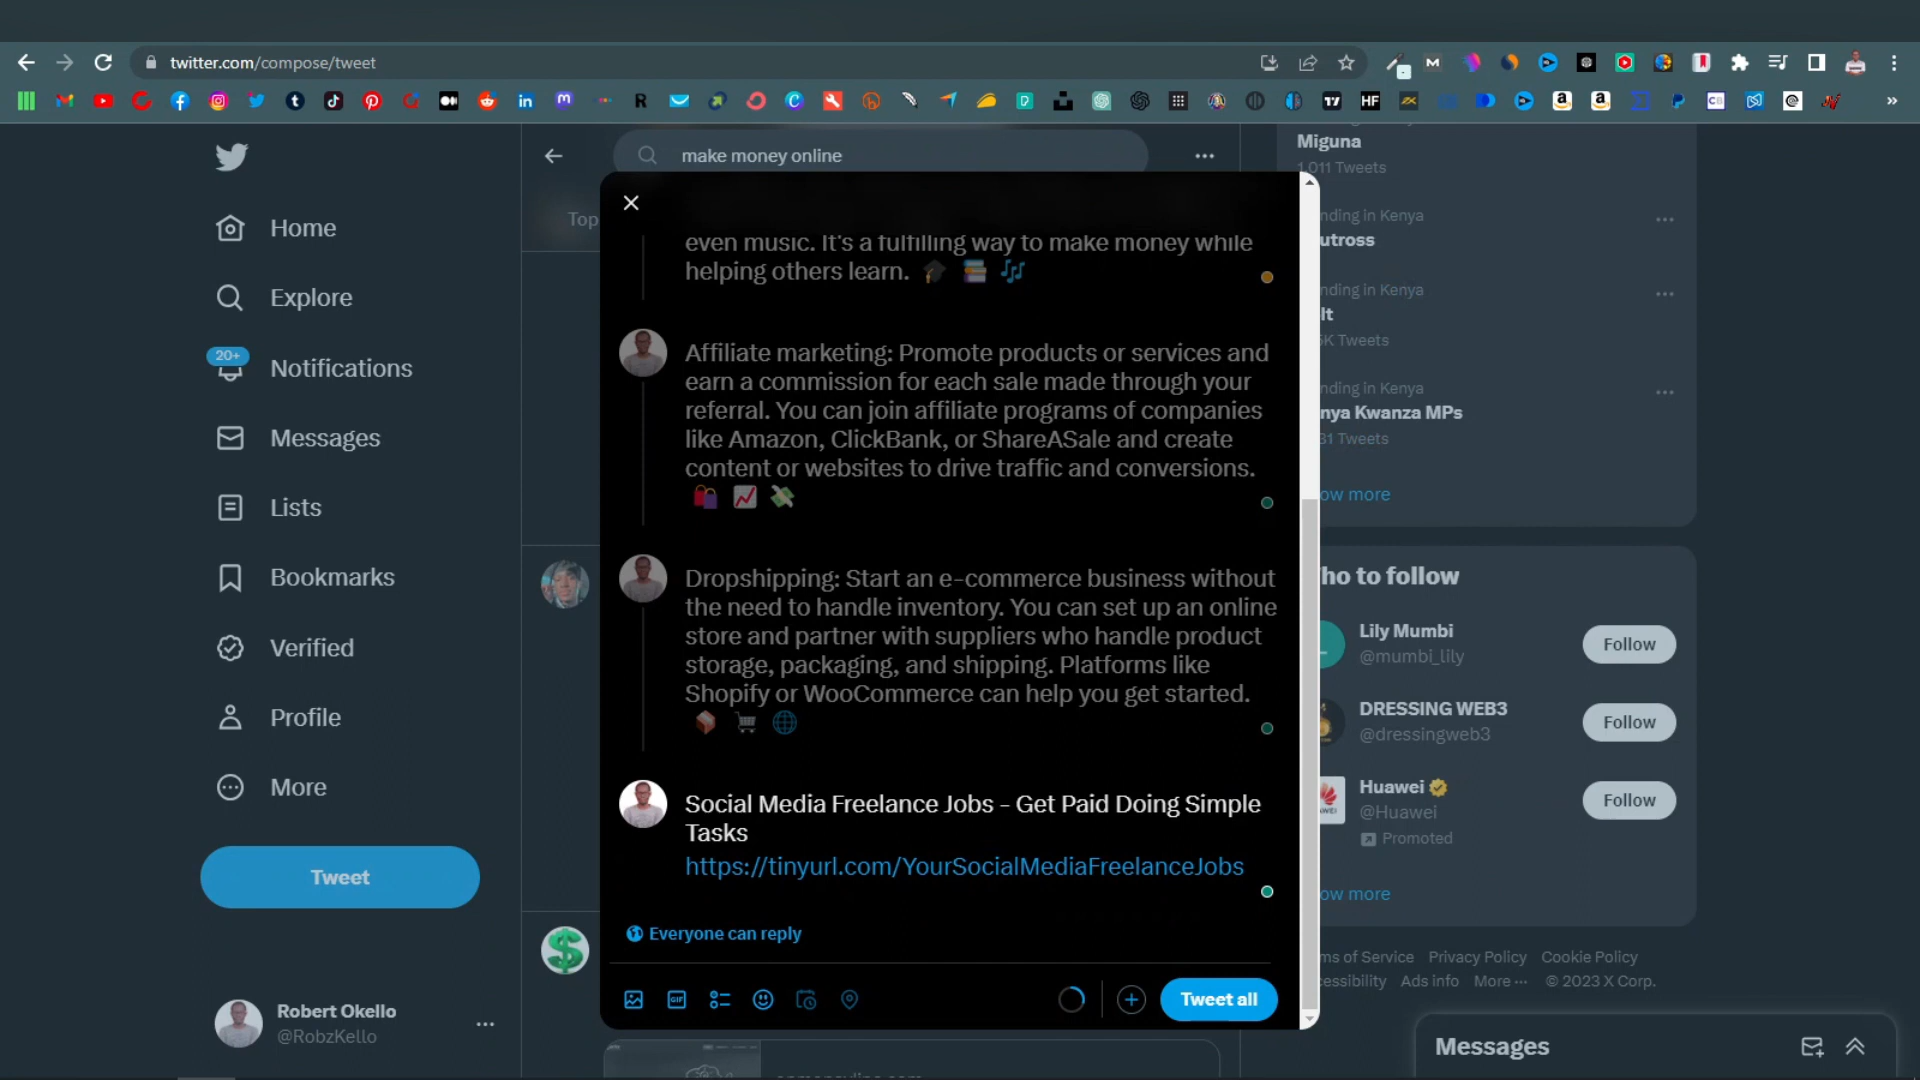 twitter.com/compose/tweet
make money online
Top
Home
Explore
20+
Notifications
Messages
Lists
Bookmarks
Verified
Profile
More
Tweet
Robert Okello
@RobzKello
even music. It's a fulfilling way to make money while
helping others learn.
Affiliate marketing: Promote products or services and
earn a commission for each sale made through your
referral. You can join affiliate programs of companies
like Amazon, ClickBank, or ShareASale and create
content or websites to drive traffic and conversions.
Dropshipping: Start an e-commerce business without
the need to handle inventory. You can set up an online
store and partner with suppliers who handle product
storage, packaging, and shipping. Platforms like
Shopify or WooCommerce can help you get started.
Social Media Freelance Jobs – Get Paid Doing Simple
Tasks
https://tinyurl.com/YourSocialMediaFreelanceJobs
Everyone can reply
GIF
Tweet all
Miguna
1,011 Tweets
nding in Kenya
utross
nding in Kenya
lt
K Tweets
nding in Kenya
nya Kwanza MPs
31 Tweets
ow more
ho to follow
Lily Mumbi
@mumbi_lily
Follow
DRESSING WEB3
@dressingweb3
Follow
Huawei
@Huawei
Promoted
Follow
ow more
ms of Service Privacy Policy Cookie Policy
cessibility Ads info More ··· © 2023 X Corp.
Messages